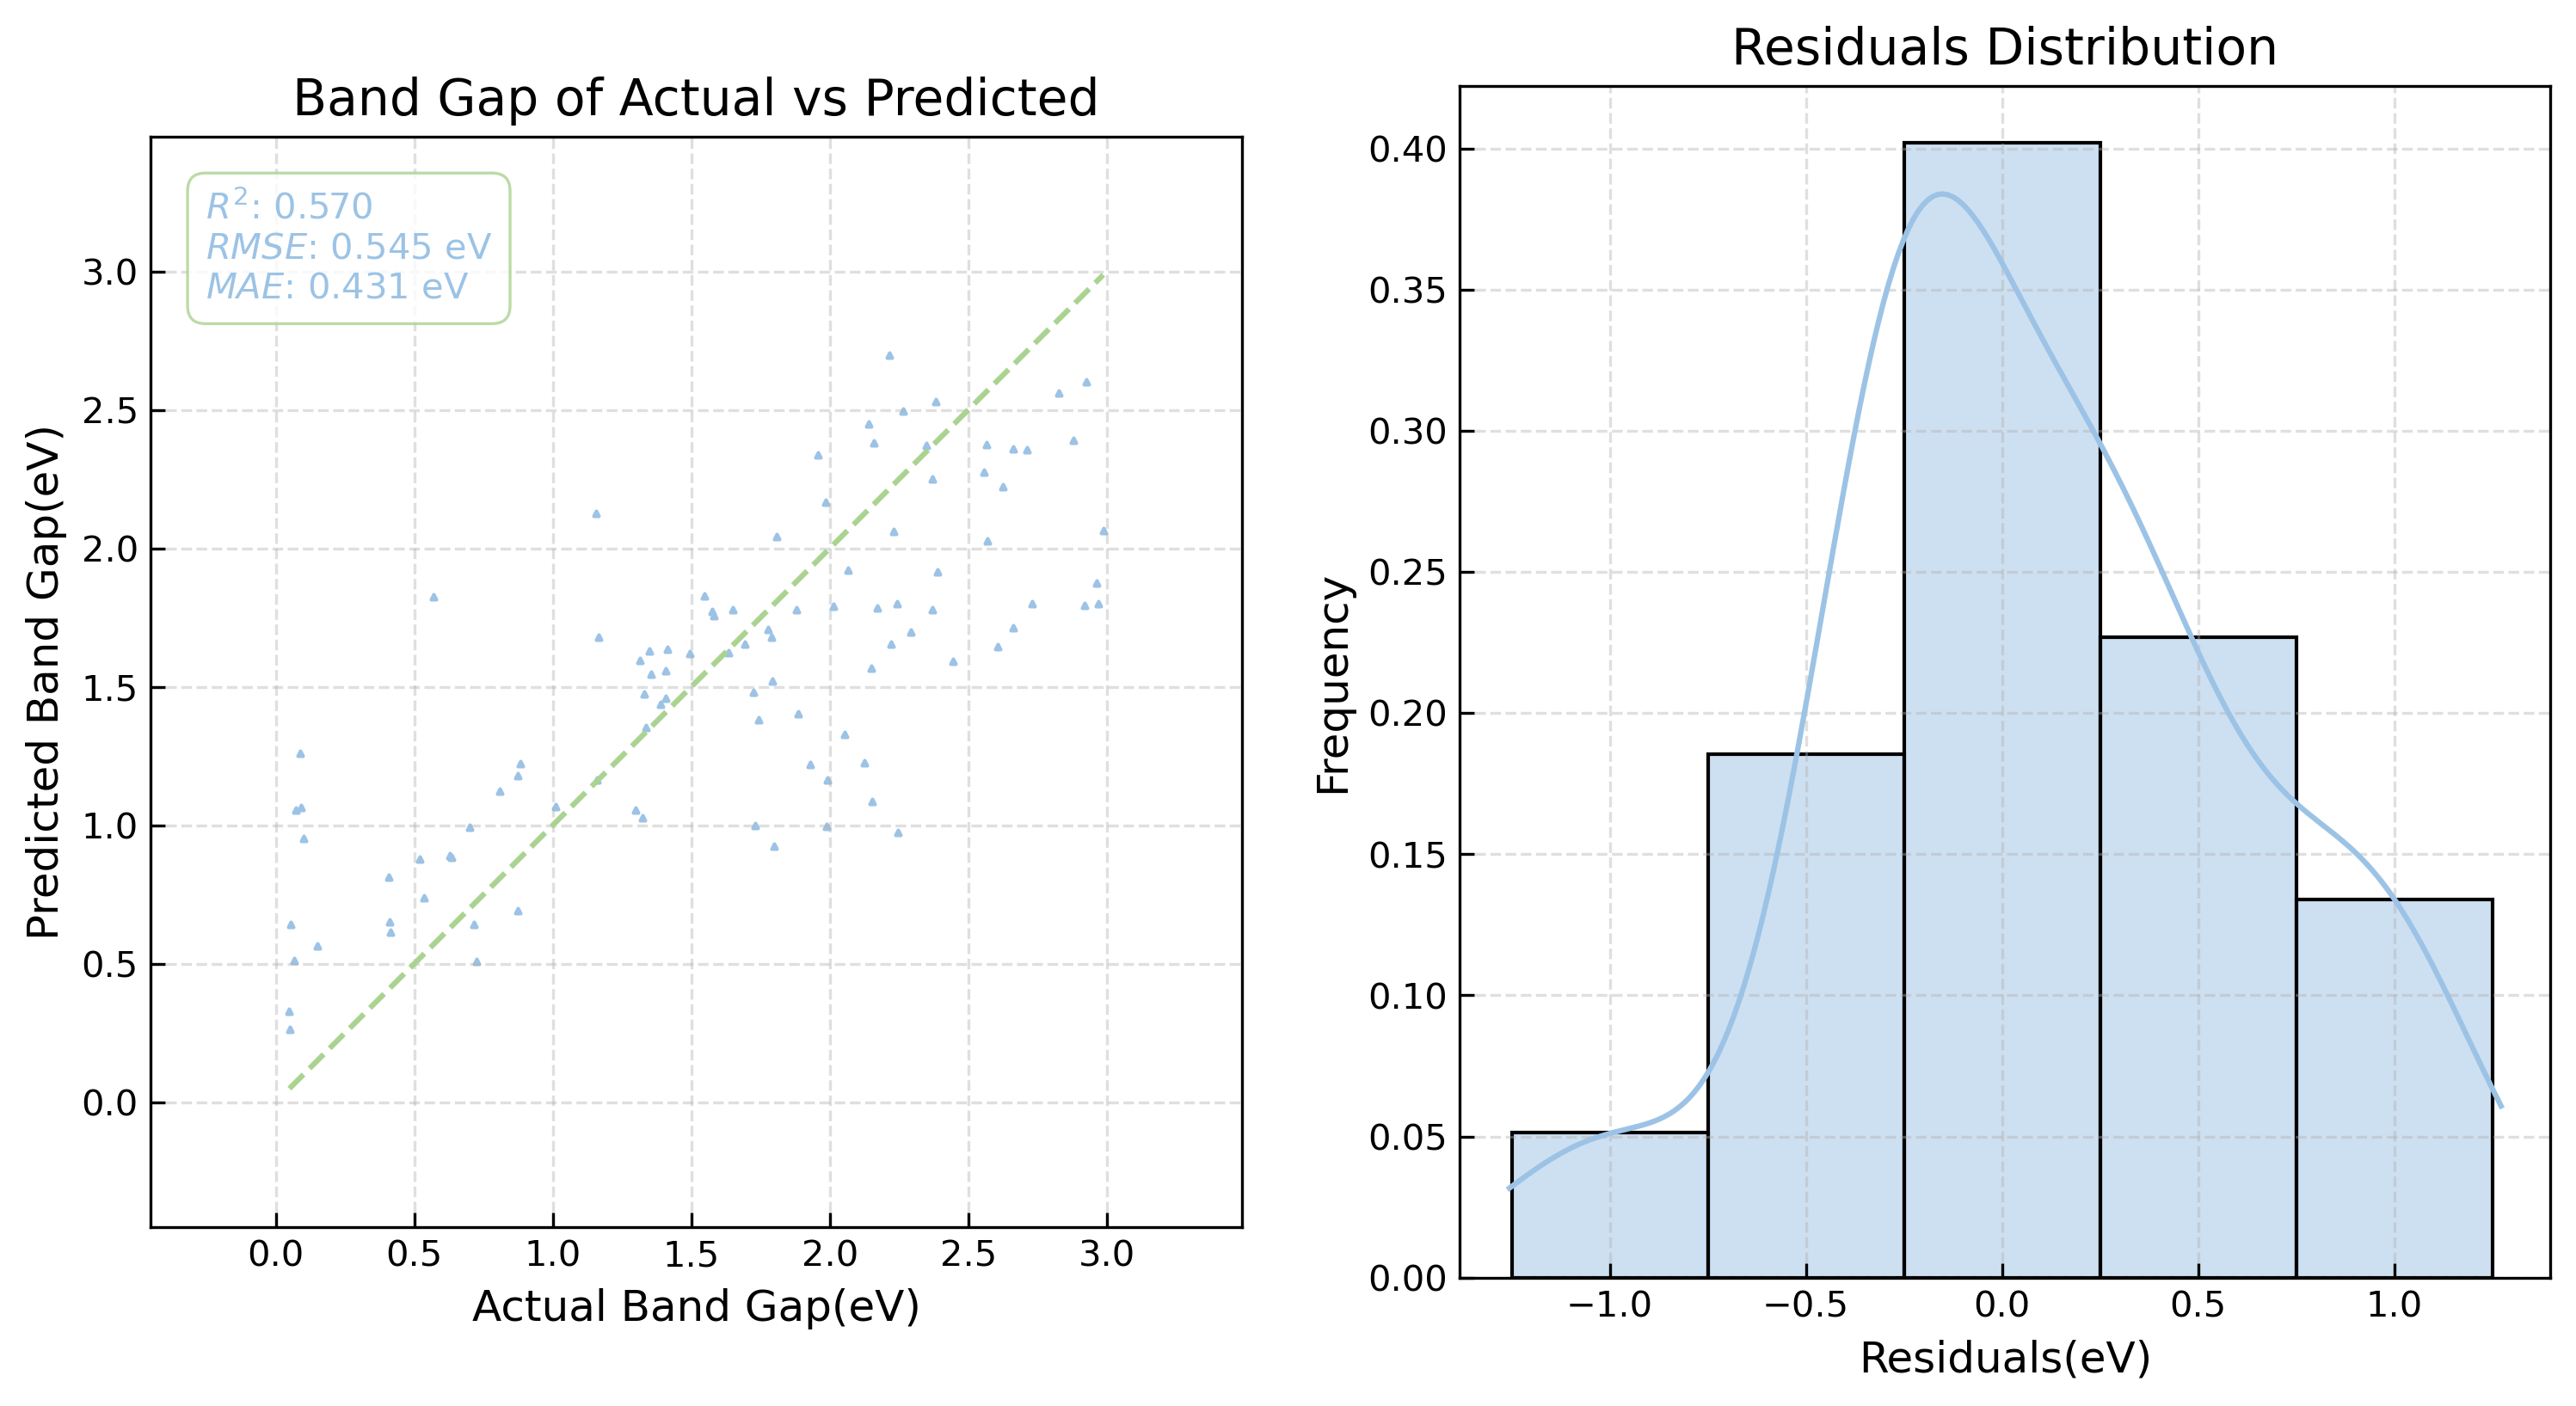 Band Gap of Actual vs Predicted
R²: 0.570
RMSE: 0.545 eV
MAE: 0.431 eV
Predicted Band Gap(eV)
3.0
2.5
2.0
1.5
1.0
0.5
0.0
0.0 0.5 1.0 1.5 2.0 2.5 3.0
Actual Band Gap(eV)
Residuals Distribution
Frequency
0.40
0.35
0.30
0.25
0.20
0.15
0.10
0.05
0.00
−1.0 −0.5 0.0 0.5 1.0
Residuals(eV)